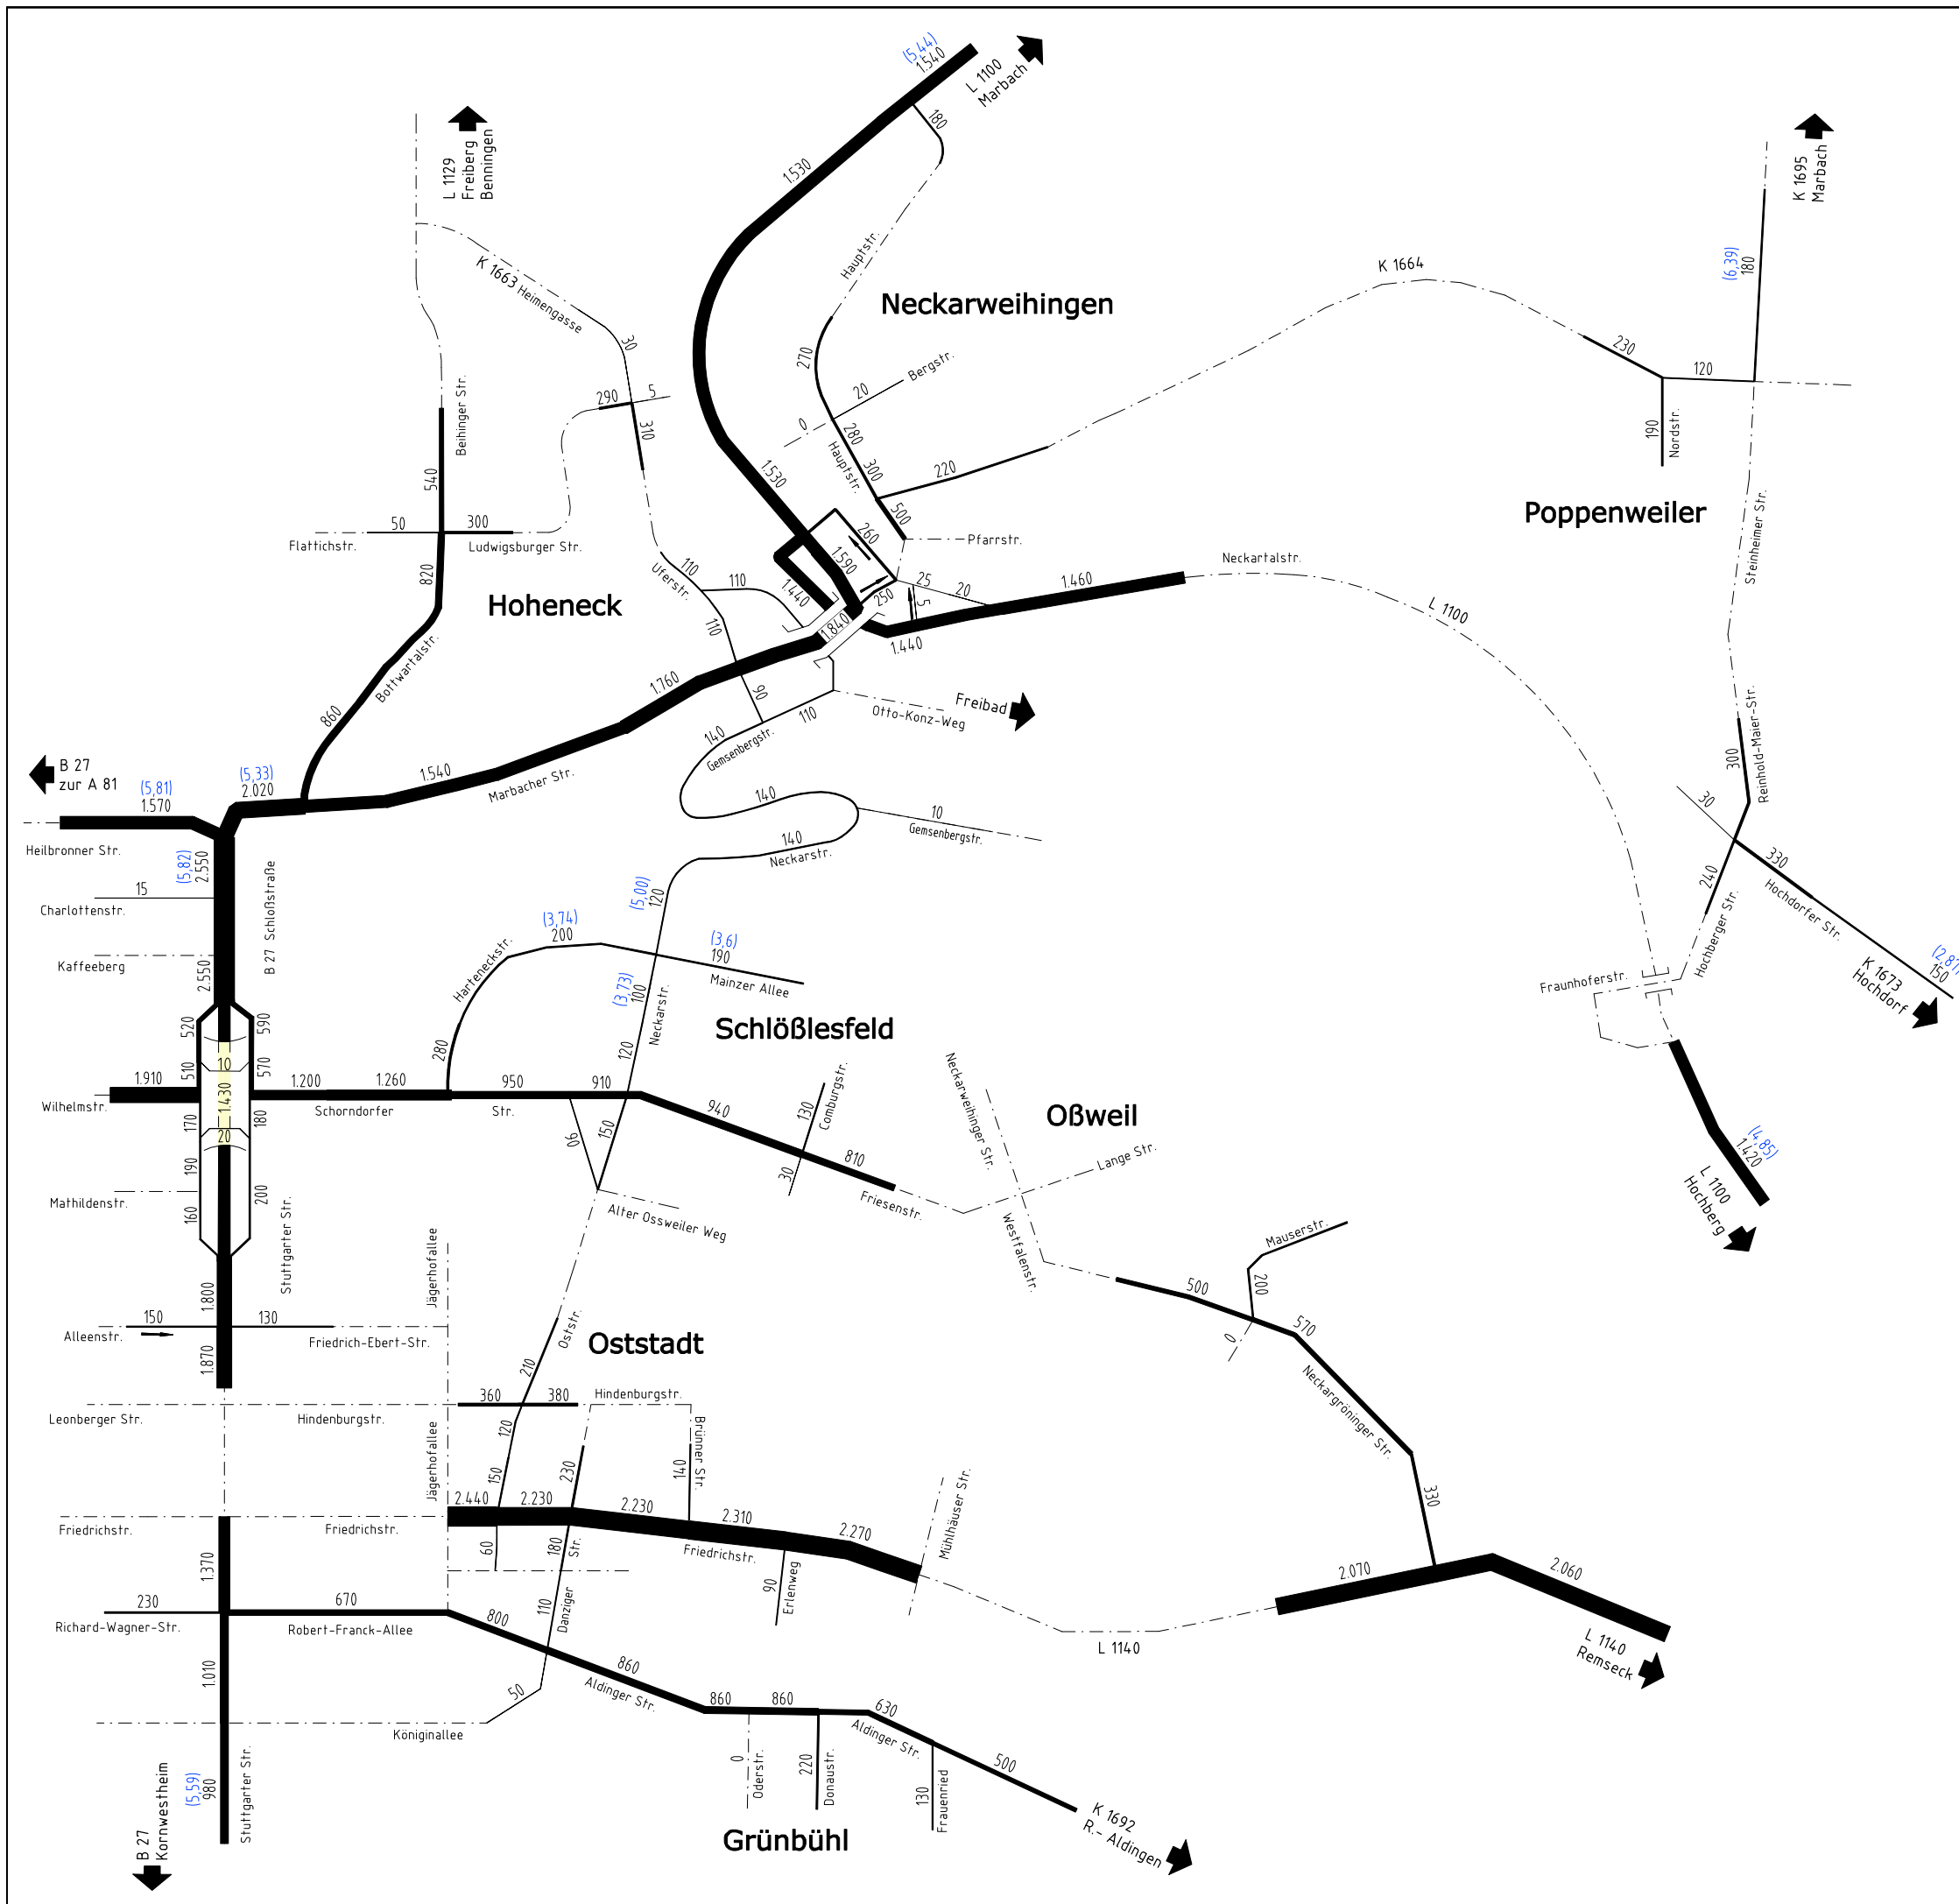 (5,44)
1.540
L 1100
Marbach
180
1.530
L 1129
Freiberg
Benningen
K 1695
Marbach
Hauptstr.
K 1663 Heimengasse
K 1664
(6,39)
180
Neckarweihingen
30
270
Bergstr.
20
230
120
290
5
310
0
280
300
Hauptstr.
Beihinger Str.
540
190
Nordstr.
1.530
220
Poppenweiler
50
300
500
Flattichstr.
Ludwigsburger Str.
260
Pfarrstr.
Steinheimer Str.
1.590
Neckartalstr.
820
110
110
Uferstr.
1.440
250
25
20
1.460
5
L 1100
Hoheneck
110
1.840
1.440
Bottwartalstr.
1.760
90
110
Freibad
Otto-Konz-Weg
860
140
Gemsenbergstr.
Reinhold-Maier-Str.
300
B 27
zur A 81
(5,81)
1.570
(5,33)
2.020
1.540
Marbacher Str.
140
10
Gemsenbergstr.
30
Heilbronner Str.
(5,82)
2.550
140
Neckarstr.
330
240
Hochdorfer Str.
15
Charlottenstr.
B 27 Schloßstraße
(5,00)
120
(3,74)
200
(3,6)
190
Mainzer Allee
Harteneckstr.
Kaffeeberg
2.550
(3,73)
100
Neckarstr.
Hochberger Str.
Fraunhoferstr.
(2,87)
150
K 1673
Hochdorf
520
590
Schlößlesfeld
280
120
10
510
570
1.910
1.430
1.200
1.260
950
910
Wilhelmstr.
Schorndorfer
Str.
940
130
Comburgstr.
Oßweil
Neckarweihinger Str.
170
180
20
90
150
30
810
Friesenstr.
Lange Str.
(4,85)
1.420
L 1100
Hochberg
190
200
Mathildenstr.
160
Stuttgarter Str.
Alter Ossweiler Weg
Westfalenstr.
Mauserstr.
200
500
570
0
Jägerhofallee
1.800
150
130
Alleenstr.
Friedrich-Ebert-Str.
1.870
Oststr.
Oststadt
210
Neckargröninger Str.
360
380
Hindenburgstr.
Leonberger Str.
Hindenburgstr.
120
Jägerhofallee
Brünner Str.
150
230
140
330
2.440
2.230
2.230
2.310
2.270
Mühlhäuser Str.
Friedrichstr.
Friedrichstr.
60
180
Str.
Friedrichstr.
1.370
90
Erlenweg
2.070
2.060
230
670
800
110
Danziger
Richard-Wagner-Str.
Robert-Franck-Allee
L 1140
L 1140
Remseck
1.010
860
Aldinger Str.
50
860
860
630
Aldinger Str.
Königinallee
500
0
Oderstr.
220
Donaustr.
130
Frauenried
(5,59)
980
Stuttgarter Str.
B 27
Kornwestheim
K 1692
R.- Aldingen
Grünbühl